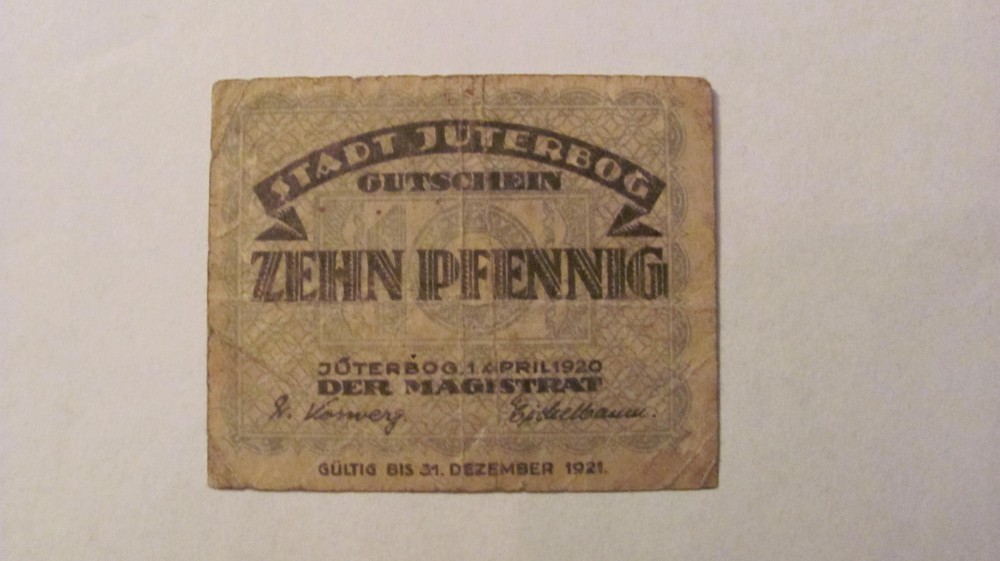 STADT JÜTERBOG
GUTSCHEIN
ZEHN PFENNIG
JÜTERBOG, 1. APRIL 1920
DER MAGISTRAT
GÜLTIG BIS 31. DEZEMBER 1921.